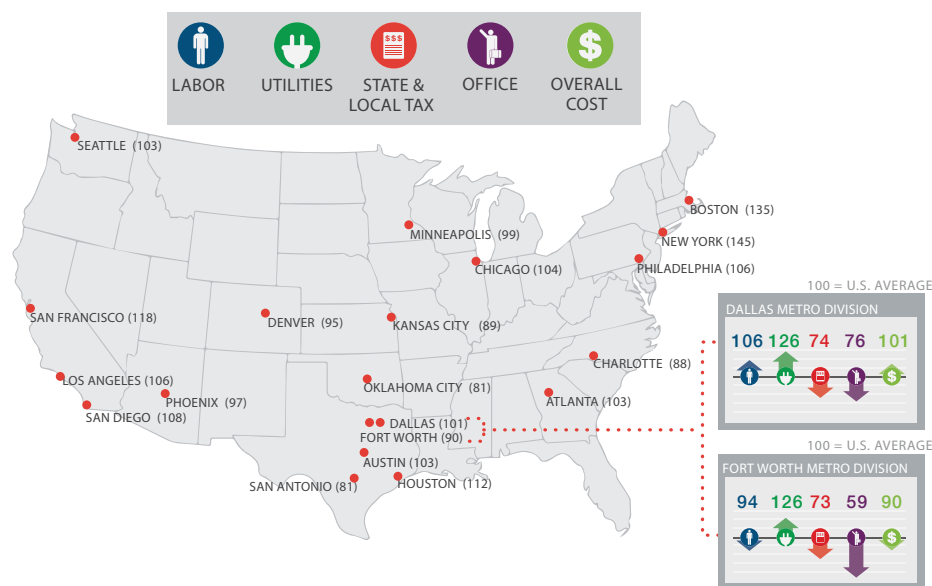 $$$
$
LABOR
UTILITIES
STATE &
LOCAL TAX
OFFICE
OVERALL
COST
SEATTLE (103)
BOSTON (135)
MINNEAPOLIS (99)
NEW YORK (145)
CHICAGO (104)
PHILADELPHIA (106)
100 = U.S. AVERAGE
DALLAS METRO DIVISION
106 126 74 76 101
$
SAN FRANCISCO (118)
DENVER (95)
KANSAS CITY (89)
CHARLOTTE (88)
LOS ANGELES (106)
OKLAHOMA CITY (81)
PHOENIX (97)
ATLANTA (103)
SAN DIEGO (108)
DALLAS (101)
FORT WORTH (90)
AUSTIN (103)
SAN ANTONIO (81)
HOUSTON (112)
100 = U.S. AVERAGE
FORT WORTH METRO DIVISION
94 126 73 59 90
$